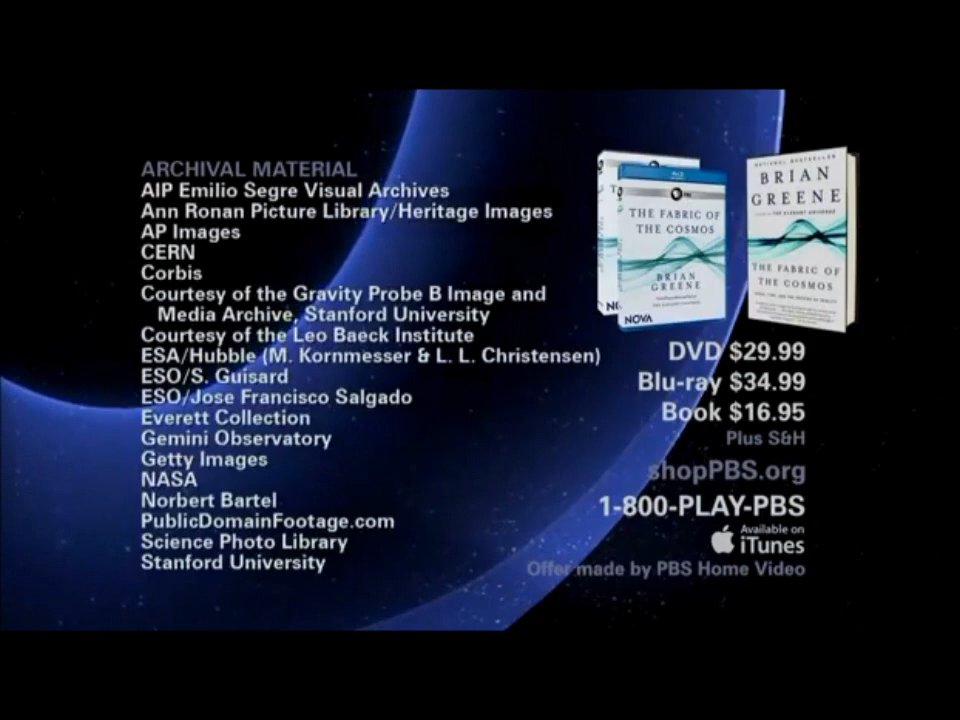 ARCHIVAL MATERIAL
AIP Emilio Segre Visual Archives
Ann Ronan Picture Library/Heritage Images
AP Images
CERN
Corbis
Courtesy of the Gravity Probe B Image and
Media Archive, Stanford University
Courtesy of the Leo Baeck Institute
ESA/Hubble (M. Kornmesser & L. L. Christensen)
ESO/S. Guisard
ESO/Jose Francisco Salgado
Everett Collection
Gemini Observatory
Getty Images
NASA
Norbert Bartel
PublicDomainFootage.com
Science Photo Library
Stanford University
THE FABRIC OF
THE COSMOS
BRIAN
GREENE
NOVA
NATIONAL BESTSELLER
BRIAN
GREENE
THE FABRIC OF
THE COSMOS
DVD $29.99
Blu-ray $34.99
Book $16.95
Plus S&H
shopPBS.org
1-800-PLAY-PBS
Available on
iTunes
Offer made by PBS Home Video